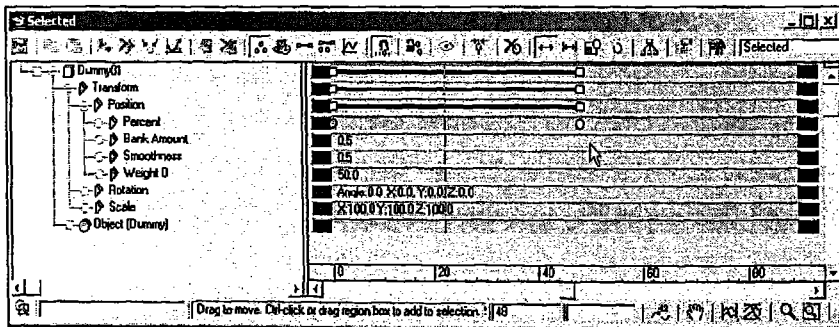 Selected
Selected
Dummy01
Transform
Position
Percent
Bank Amount
0.5
Smoothness
0.5
Weight 0
50.0
Rotation
Angle:0.0 X:0.0, Y:0.0, Z:0.0
Scale
X:100.0 Y:100.0 Z:100.0
Object (Dummy)
0 20 40 60 80
Drag to move. Ctrl-click or drag region box to add to selection.
48